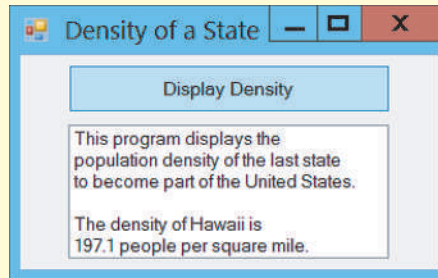 Density of a State
Display Density
This program displays the
population density of the last state
to become part of the United States.
The density of Hawaii is
197.1 people per square mile.